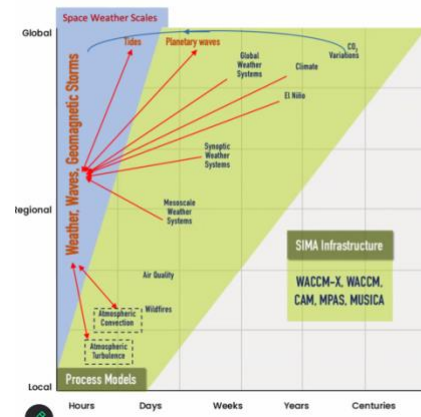 Space Weather Scales
Global
Tides
Planetary waves
CO2
Variations
Global
Weather
Systems
Climate
El Niño
Weather, Waves, Geomagnetic Storms
Synoptic
Weather
Systems
Regional
Mesoscale
Weather
Systems
SIMA Infrastructure
WACCM-X, WACCM,
CAM, MPAS, MUSICA
Air Quality
Wildfires
Atmospheric
Convection
Atmospheric
Turbulence
Process Models
Local
Hours
Days
Weeks
Years
Centuries